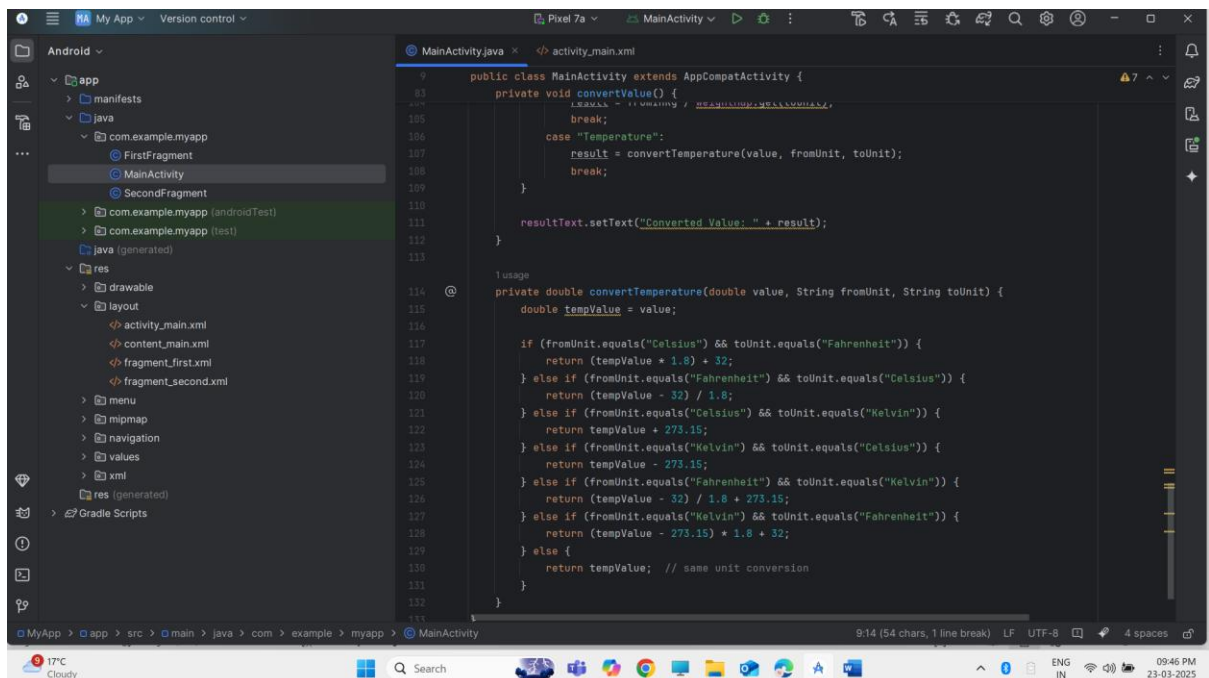 MA My App Version control Pixel 7a MainActivity
Android
app
manifests
java
com.example.myapp
FirstFragment
MainActivity
SecondFragment
com.example.myapp (androidTest)
com.example.myapp (test)
java (generated)
res
drawable
layout
activity_main.xml
content_main.xml
fragment_first.xml
fragment_second.xml
menu
mipmap
navigation
values
xml
res (generated)
Gradle Scripts
MainActivity.java activity_main.xml
9 public class MainActivity extends AppCompatActivity { 7
83 private void convertValue() {
104 result = fromInKg / weightMap.get(toUnit);
105 break;
106 case "Temperature":
107 result = convertTemperature(value, fromUnit, toUnit);
108 break;
109 }
110
111 resultText.setText("Converted Value: " + result);
112 }
113
1 usage
114 @ private double convertTemperature(double value, String fromUnit, String toUnit) {
115 double tempValue = value;
116
117 if (fromUnit.equals("Celsius") && toUnit.equals("Fahrenheit")) {
118 return (tempValue * 1.8) + 32;
119 } else if (fromUnit.equals("Fahrenheit") && toUnit.equals("Celsius")) {
120 return (tempValue - 32) / 1.8;
121 } else if (fromUnit.equals("Celsius") && toUnit.equals("Kelvin")) {
122 return tempValue + 273.15;
123 } else if (fromUnit.equals("Kelvin") && toUnit.equals("Celsius")) {
124 return tempValue - 273.15;
125 } else if (fromUnit.equals("Fahrenheit") && toUnit.equals("Kelvin")) {
126 return (tempValue - 32) / 1.8 + 273.15;
127 } else if (fromUnit.equals("Kelvin") && toUnit.equals("Fahrenheit")) {
128 return (tempValue - 273.15) * 1.8 + 32;
129 } else {
130 return tempValue; // same unit conversion
131 }
132 }
133 }
MyApp > app > src > main > java > com > example > myapp > MainActivity 9:14 (54 chars, 1 line break) LF UTF-8 4 spaces
9 17°C Search ENG 09:46 PM
Cloudy IN 23-03-2025